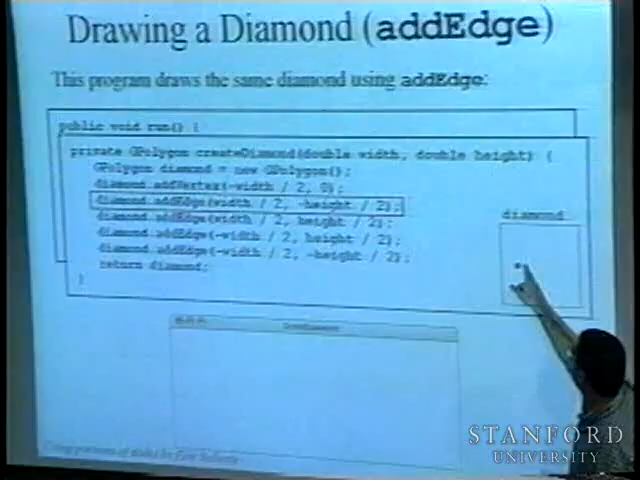 Drawing a Diamond (addEdge)
This program draws the same diamond using addEdge:
public void run() {
private GPolygon createDiamond(double width, double height) {
GPolygon diamond = new GPolygon();
diamond.addVertex(-width / 2, 0);
diamond.addEdge(width / 2, -height / 2);
diamond.addEdge(width / 2, height / 2);
diamond.addEdge(-width / 2, height / 2);
diamond.addEdge(-width / 2, -height / 2);
return diamond;
}
diamond
STANFORD
UNIVERSITY